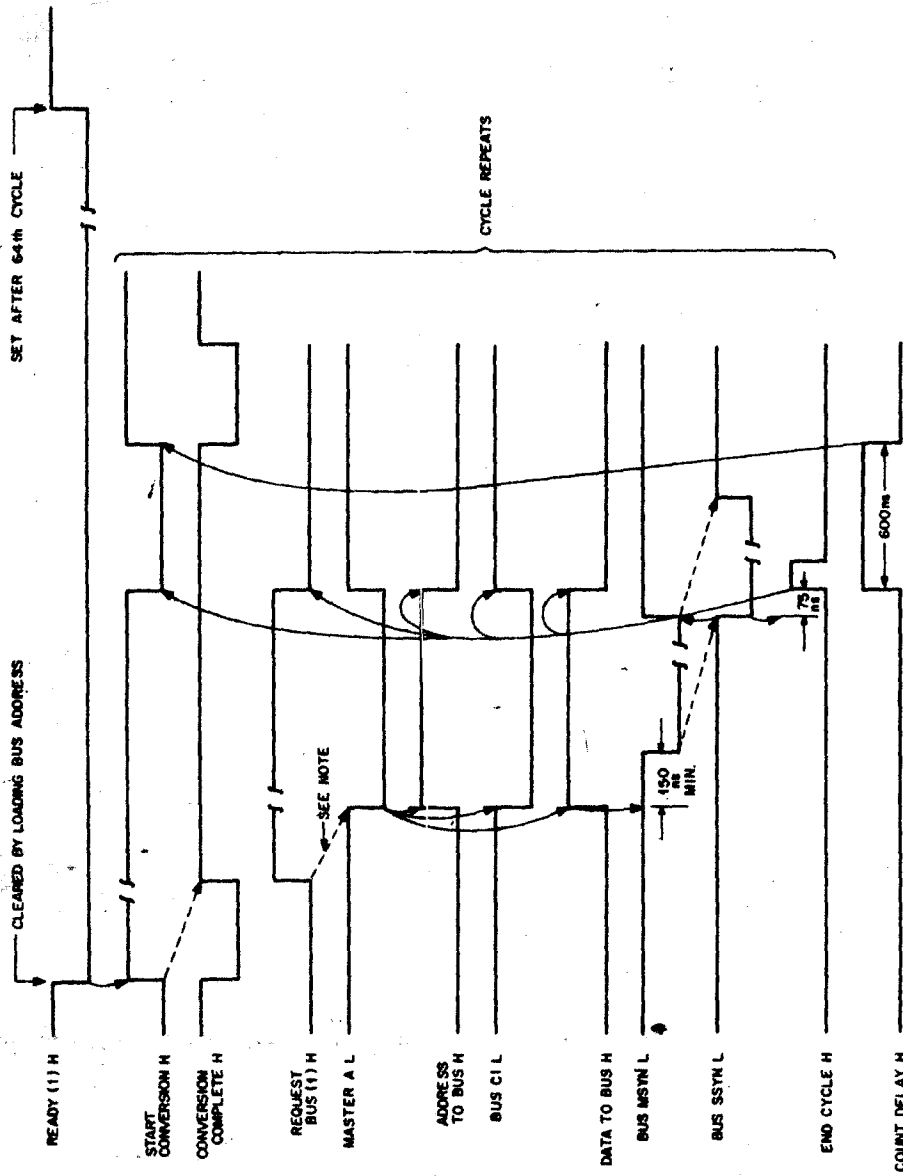 CLEARED BY LOADING BUS ADDRESS
SET AFTER 64th CYCLE
READY (1) H
START
CONVERSION H
CONVERSION
COMPLETE H
REQUEST
BUS (1) H
SEE NOTE
MASTER A L
ADDRESS
TO BUS H
BUS C1 L
CYCLE REPEATS
DATA TO BUS H
BUS MSYN L
150
ns
MIN.
BUS SSYN L
75
ns
END CYCLE H
600ns
COUNT DELAY H